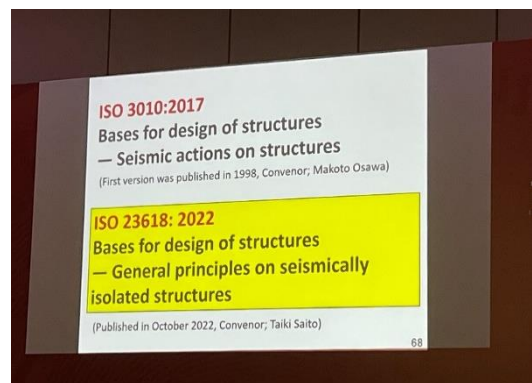 ISO 3010:2017
Bases for design of structures
— Seismic actions on structures
(First version was published in 1998, Convenor; Makoto Osawa)
ISO 23618: 2022
Bases for design of structures
— General principles on seismically
isolated structures
(Published in October 2022, Convenor; Taiki Saito)
68